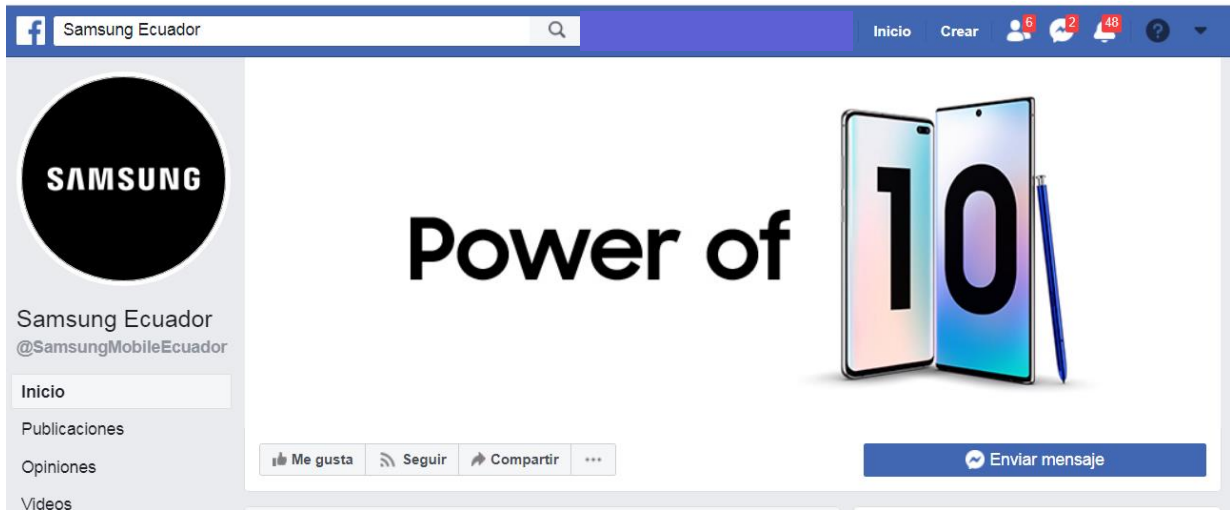 Samsung Ecuador
Inicio Crear 6 2 48 ?
SAMSUNG
Power of 10
Samsung Ecuador
@SamsungMobileEcuador
Inicio
Publicaciones
Opiniones
Videos
Me gusta Seguir Compartir ...
Enviar mensaje